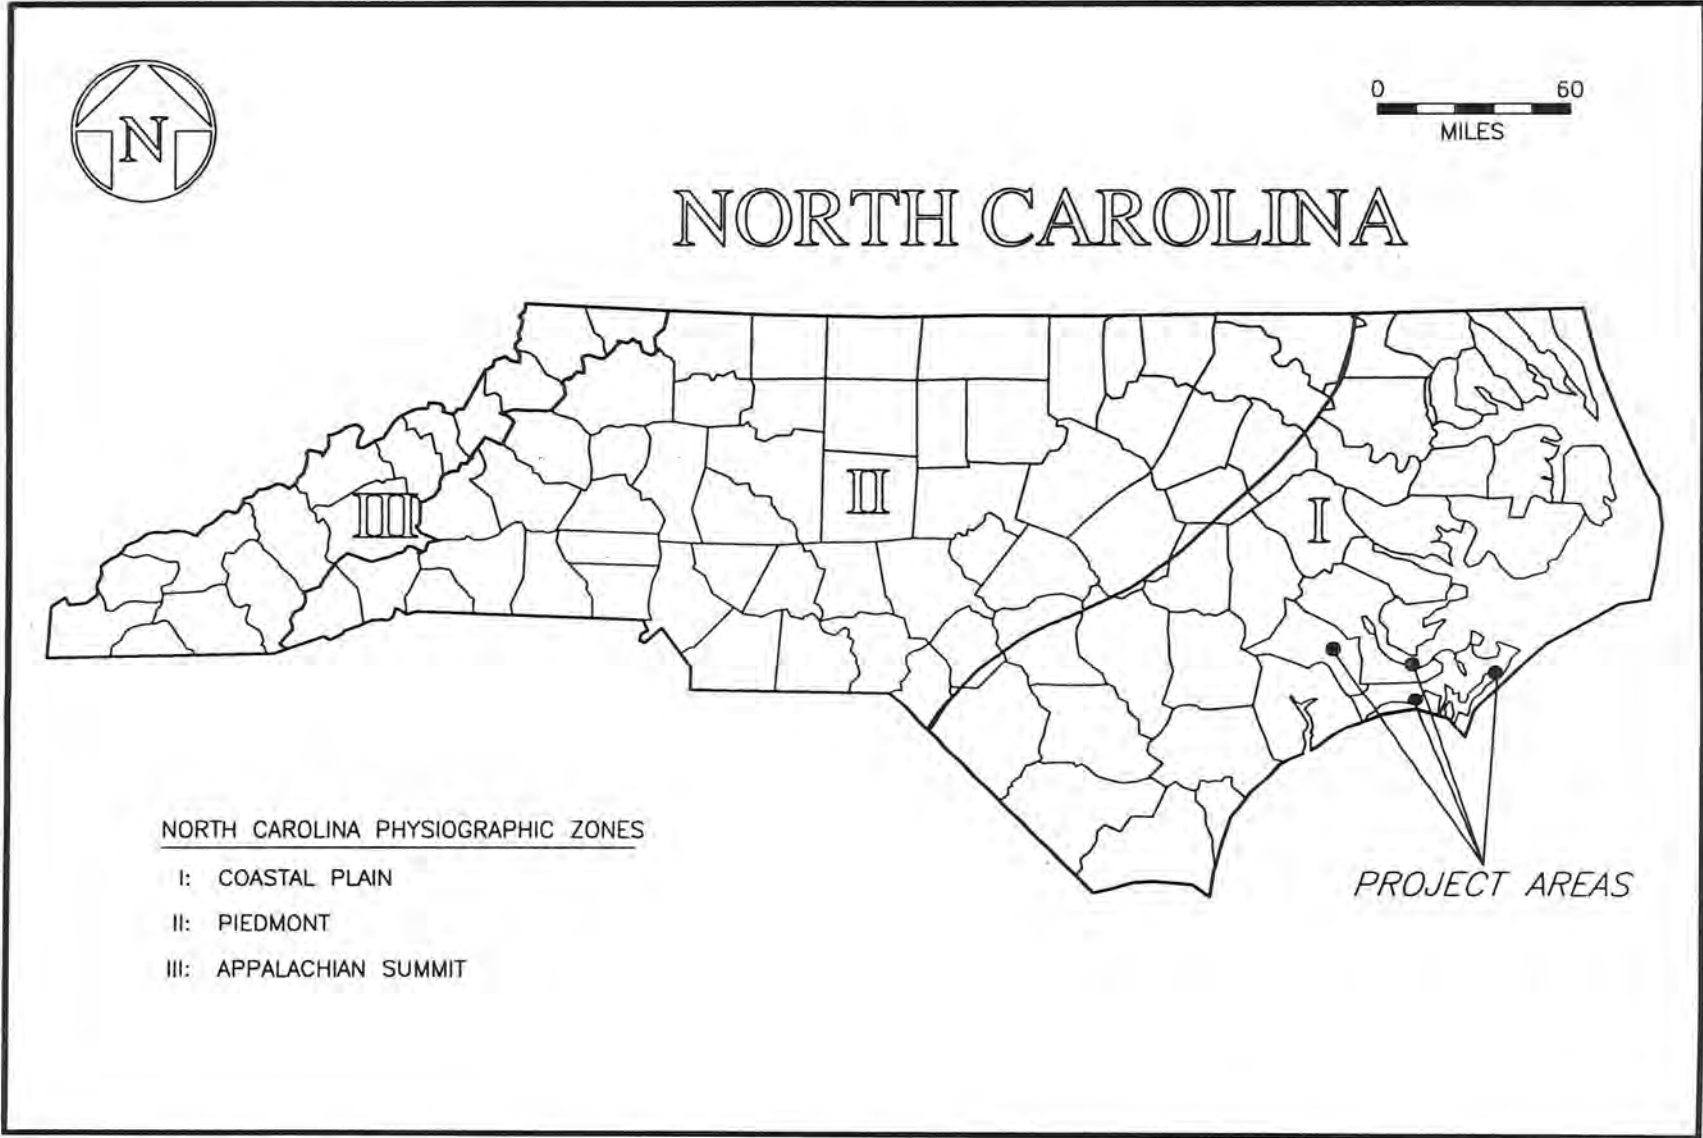 N
0 60
MILES
NORTH CAROLINA
III
II
I
NORTH CAROLINA PHYSIOGRAPHIC ZONES
I: COASTAL PLAIN
II: PIEDMONT
III: APPALACHIAN SUMMIT
PROJECT AREAS